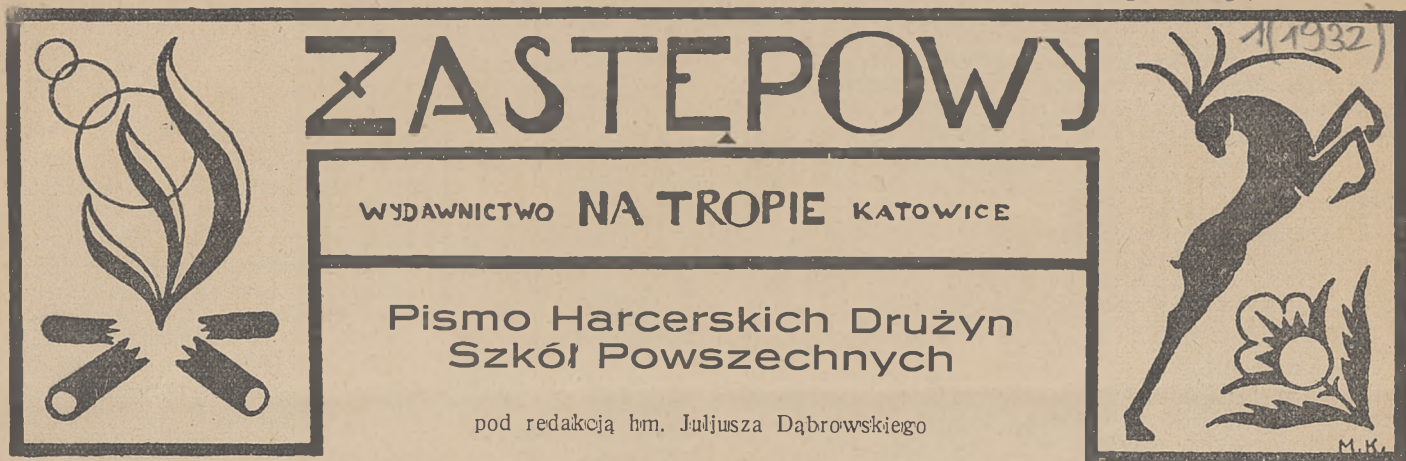 1(1932)
ZASTĘPOWY
WYDAWNICTWO NA TROPIE KATOWICE
Pismo Harcerskich Drużyn
Szkół Powszechnych
pod redakcją hm. Juljusza Dąbrowskiego
M.K.